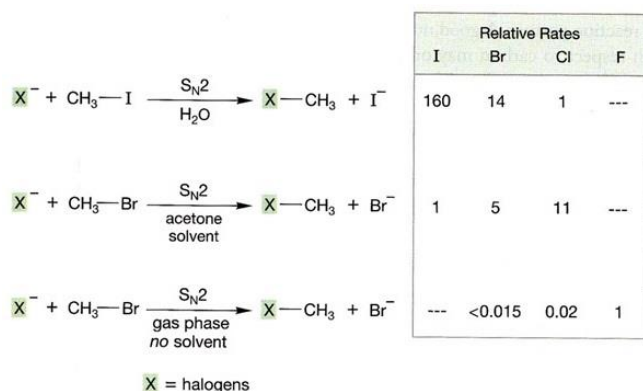 Relative Rates
I Br Cl F
X⁻ + CH₃—I S_N2 H₂O X—CH₃ + I⁻ 160 14 1 ---
X⁻ + CH₃—Br S_N2 acetone solvent X—CH₃ + Br⁻ 1 5 11 ---
X⁻ + CH₃—Br S_N2 gas phase no solvent X—CH₃ + Br⁻ --- <0.015 0.02 1
X = halogens